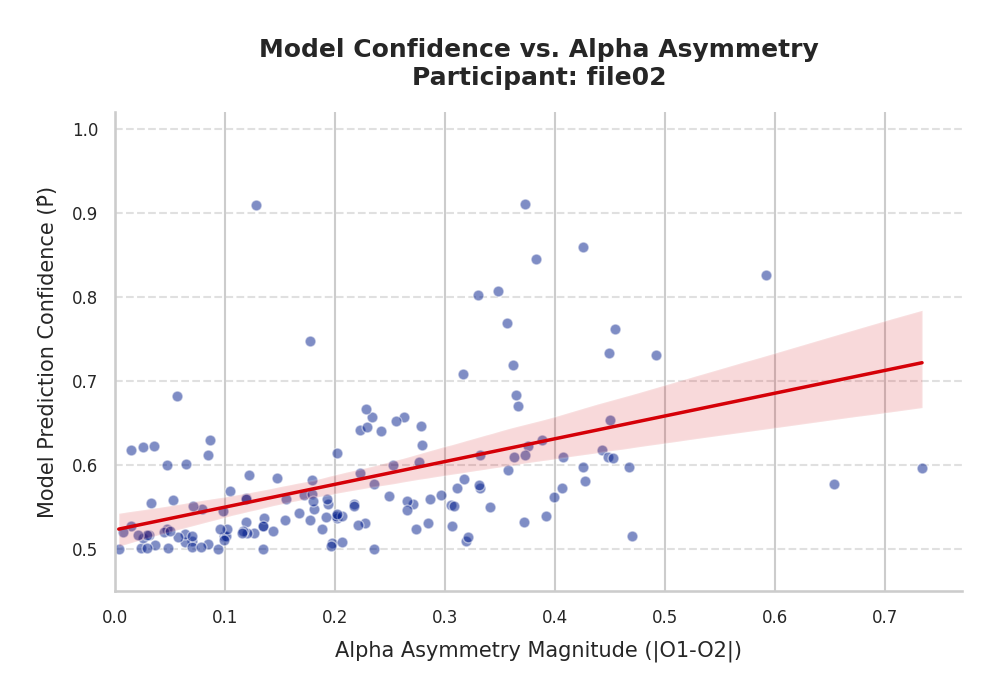 Model Confidence vs. Alpha Asymmetry
Participant: file02
Model Prediction Confidence (P̂)
1.0
0.9
0.8
0.7
0.6
0.5
0.0 0.1 0.2 0.3 0.4 0.5 0.6 0.7
Alpha Asymmetry Magnitude (|O1-O2|)